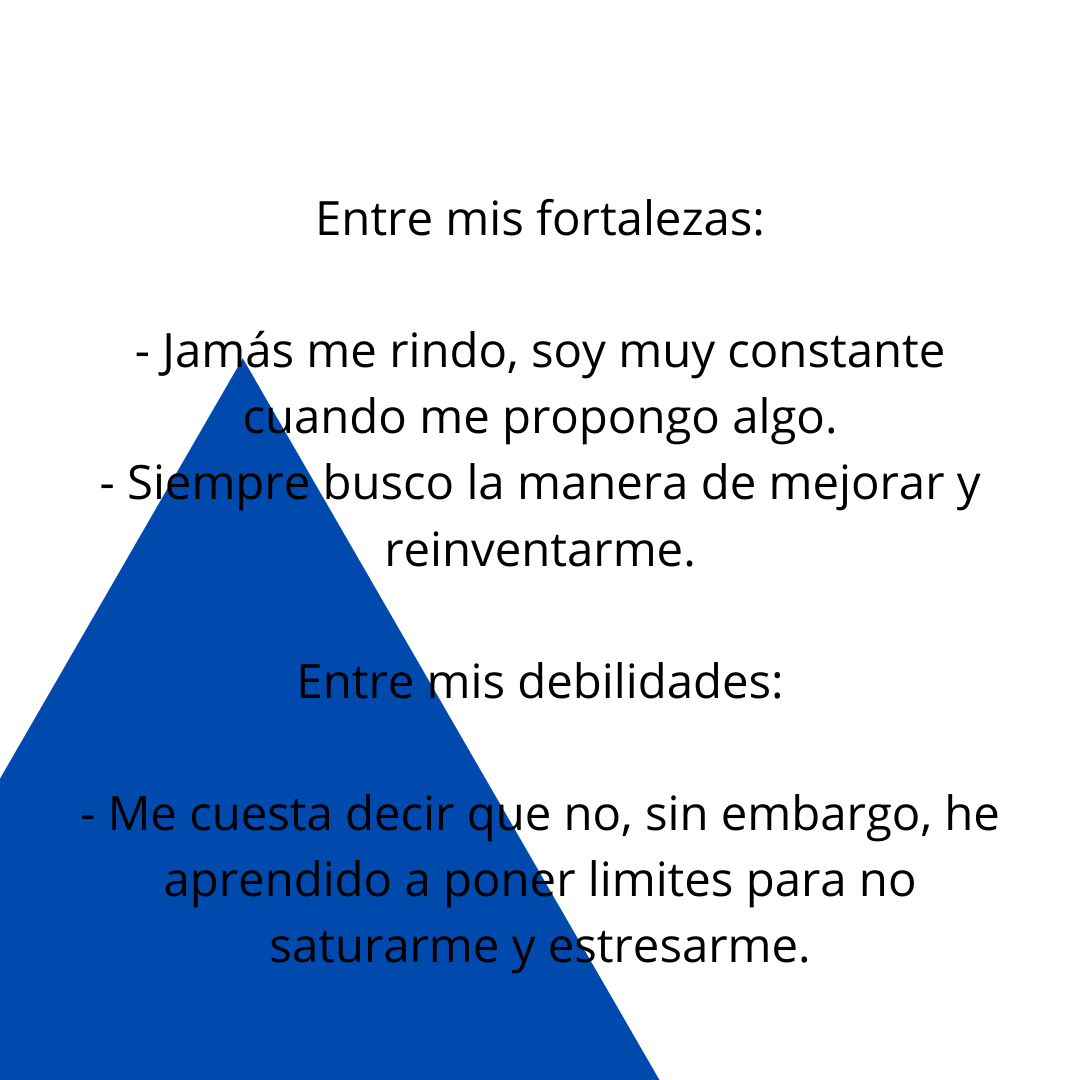 Entre mis fortalezas:
- Jamás me rindo, soy muy constante
cuando me propongo algo.
- Siempre busco la manera de mejorar y
reinventarme.
Entre mis debilidades:
- Me cuesta decir que no, sin embargo, he
aprendido a poner limites para no
saturarme y estresarme.